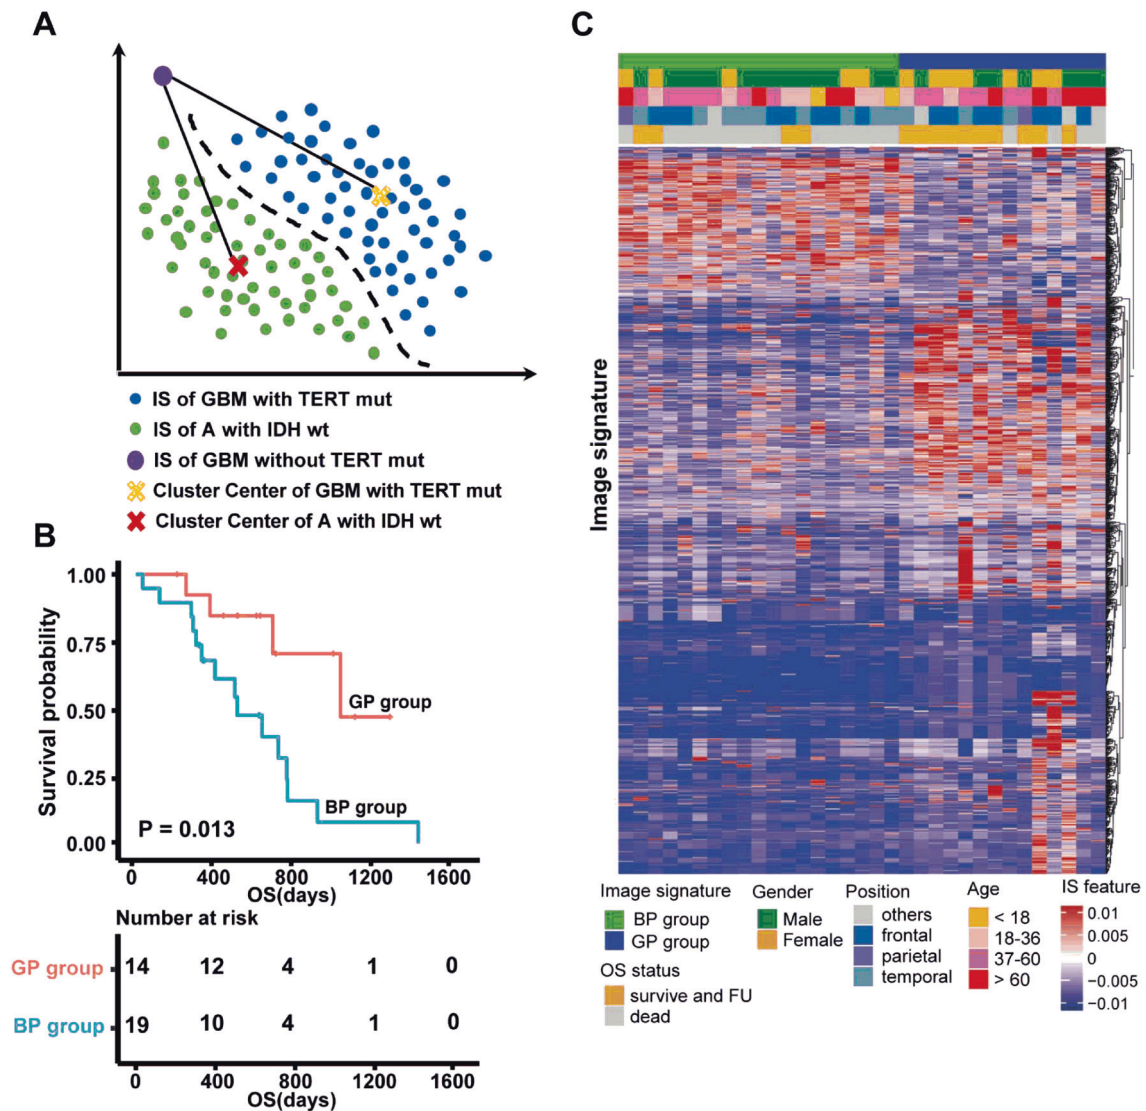 A
IS of GBM with TERT mut
IS of A with IDH wt
IS of GBM without TERT mut
Cluster Center of GBM with TERT mut
Cluster Center of A with IDH wt
B
Survival probability
1.00
0.75
0.50
0.25
0.00
GP group
BP group
P = 0.013
0 400 800 1200 1600
OS(days)
Number at risk
GP group 14 12 4 1 0
BP group 19 10 4 1 0
0 400 800 1200 1600
OS(days)
C
Image signature
Image signature
BP group
GP group
OS status
survive and FU
dead
Gender
Male
Female
Position
others
frontal
parietal
temporal
Age
< 18
18-36
37-60
> 60
IS feature
0.01
0.005
0
−0.005
−0.01